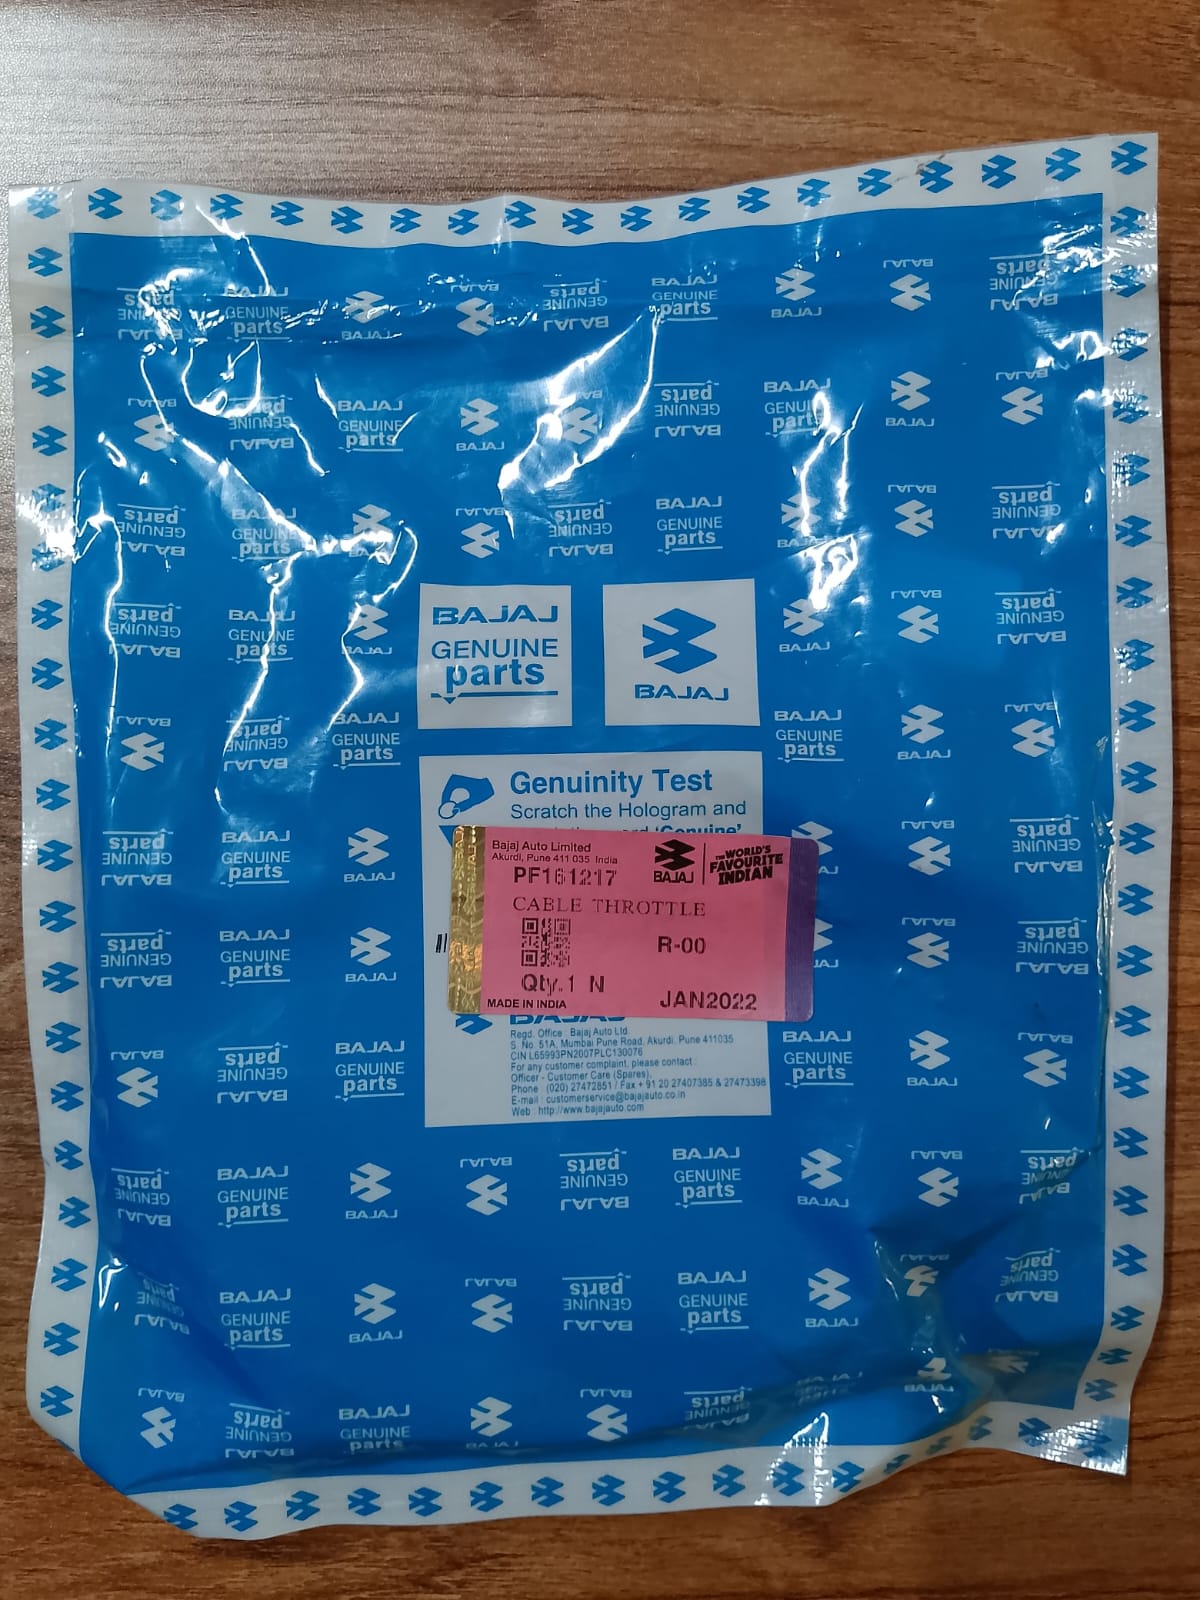 BAJAJ
GENUINE
parts
BAJAJ
Genuinity Test
Scratch the Hologram and
'Genuine'
Bajaj Auto Limited
Akurdi, Pune 411 035 India
BAJAJ
THE WORLD'S
FAVOURITE
INDIAN
PF161217
CABLE THROTTLE
R-00
Qty.1 N
MADE IN INDIA
JAN2022
BAJAJ
Regd. Office : Bajaj Auto Ltd.
S. No. 51A, Mumbai Pune Road, Akurdi. Pune 411035
CIN L65993PN2007PLC130076
For any customer complaint, please contact :
Officer - Customer Care (Spares),
Phone (020) 27472851 / Fax + 91 20 27407385 & 27473398
E-mail : customerservice@bajajauto.co.in
Web : http://www.bajajauto.com